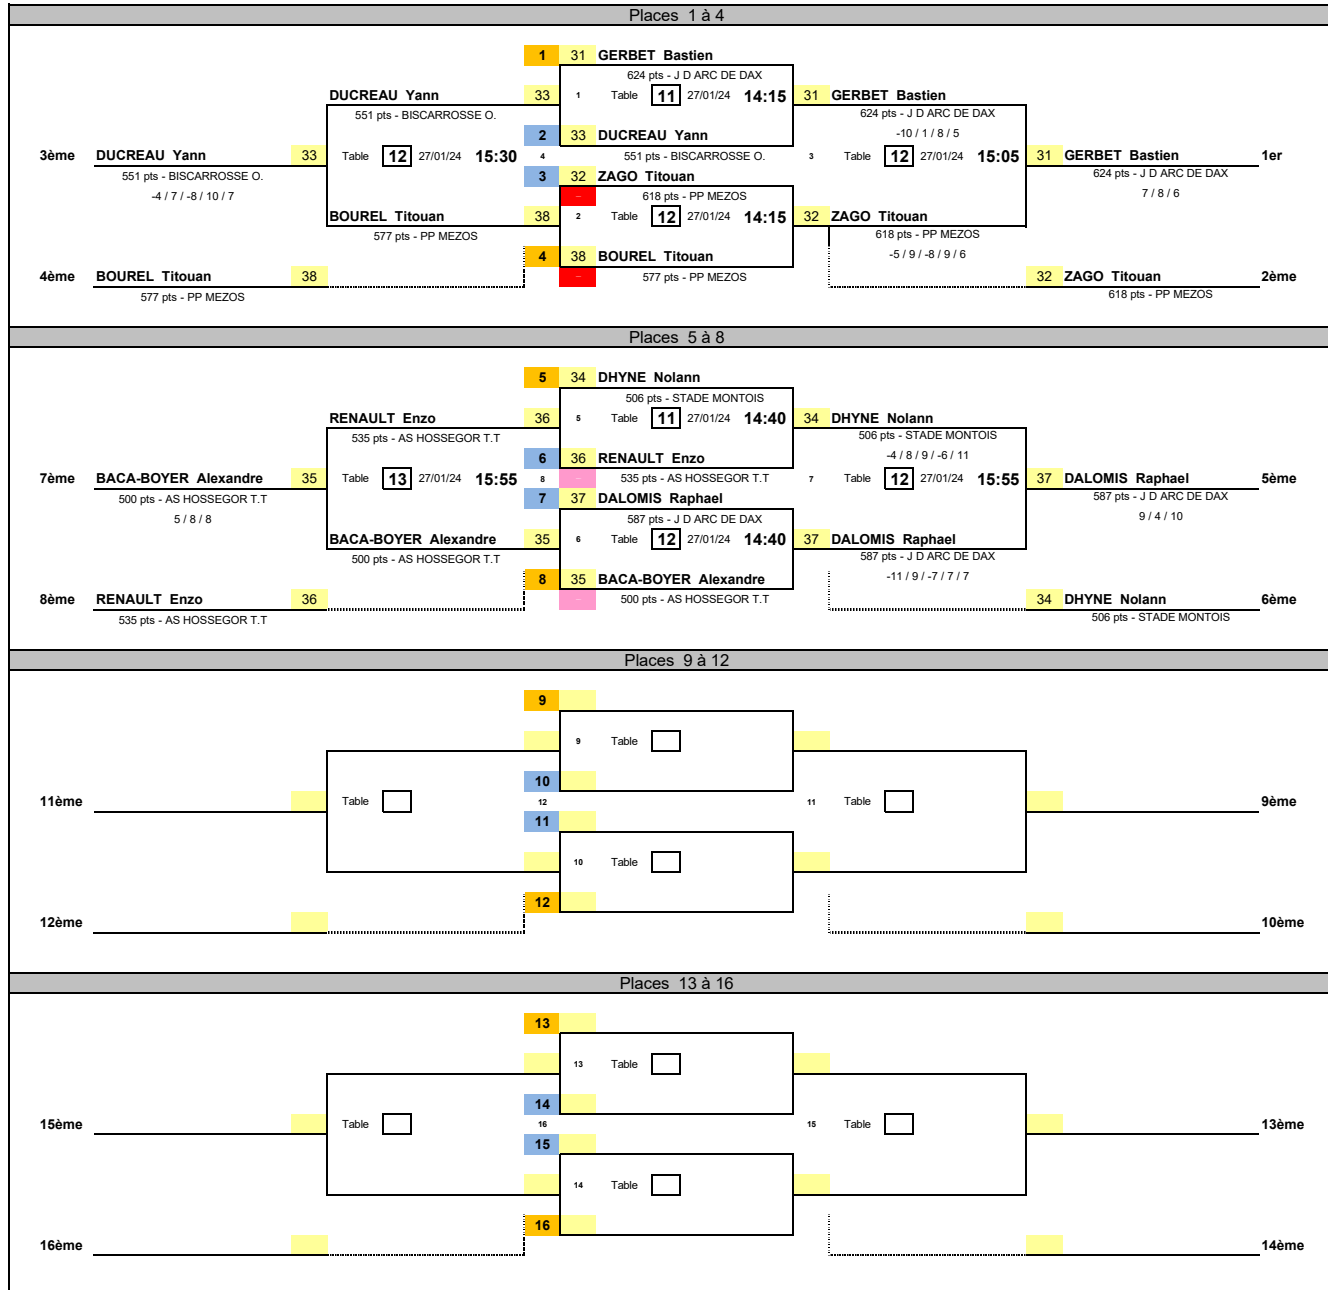 Places 1 à 4
1 31 GERBET Bastien
624 pts - J D ARC DE DAX
DUCREAU Yann 33 1 Table 11 27/01/24 14:15 31 GERBET Bastien
551 pts - BISCARROSSE O. 624 pts - J D ARC DE DAX
2 33 DUCREAU Yann -10 / 1 / 8 / 5
3ème DUCREAU Yann 33 Table 12 27/01/24 15:30 4 551 pts - BISCARROSSE O. 3 Table 12 27/01/24 15:05 31 GERBET Bastien 1er
551 pts - BISCARROSSE O. 3 32 ZAGO Titouan 624 pts - J D ARC DE DAX
-4 / 7 / -8 / 10 / 7 618 pts - PP MEZOS 7 / 8 / 6
BOUREL Titouan 38 2 Table 12 27/01/24 14:15 32 ZAGO Titouan
577 pts - PP MEZOS 618 pts - PP MEZOS
4 38 BOUREL Titouan -5 / 9 / -8 / 9 / 6
4ème BOUREL Titouan 38 577 pts - PP MEZOS 32 ZAGO Titouan 2ème
577 pts - PP MEZOS 618 pts - PP MEZOS
Places 5 à 8
5 34 DHYNE Nolann
506 pts - STADE MONTOIS
RENAULT Enzo 36 5 Table 11 27/01/24 14:40 34 DHYNE Nolann
535 pts - AS HOSSEGOR T.T 506 pts - STADE MONTOIS
6 36 RENAULT Enzo -4 / 8 / 9 / -6 / 11
7ème BACA-BOYER Alexandre 35 Table 13 27/01/24 15:55 8 535 pts - AS HOSSEGOR T.T 7 Table 12 27/01/24 15:55 37 DALOMIS Raphael 5ème
500 pts - AS HOSSEGOR T.T 7 37 DALOMIS Raphael 587 pts - J D ARC DE DAX
5 / 8 / 8 587 pts - J D ARC DE DAX 9 / 4 / 10
BACA-BOYER Alexandre 35 6 Table 12 27/01/24 14:40 37 DALOMIS Raphael
500 pts - AS HOSSEGOR T.T 587 pts - J D ARC DE DAX
8 35 BACA-BOYER Alexandre -11 / 9 / -7 / 7 / 7
8ème RENAULT Enzo 36 500 pts - AS HOSSEGOR T.T 34 DHYNE Nolann 6ème
535 pts - AS HOSSEGOR T.T 506 pts - STADE MONTOIS
Places 9 à 12
9
9 Table
10
11ème Table 12 11 Table 9ème
11
10 Table
12
12ème 10ème
Places 13 à 16
13
13 Table
14
15ème Table 16 15 Table 13ème
15
14 Table
16
16ème 14ème